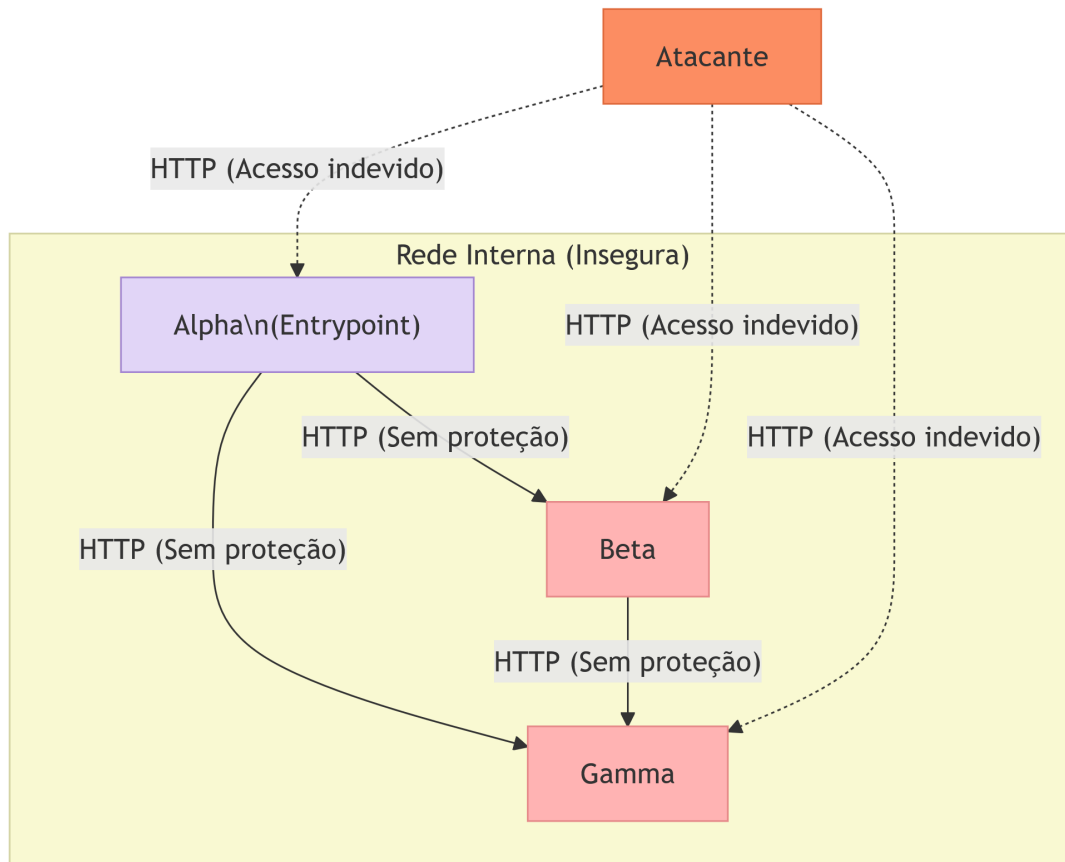 Atacante
HTTP (Acesso indevido)
Rede Interna (Insegura)
Alpha\n(Entrypoint)
HTTP (Acesso indevido)
HTTP (Sem proteção)
HTTP (Acesso indevido)
HTTP (Sem proteção)
Beta
HTTP (Sem proteção)
Gamma